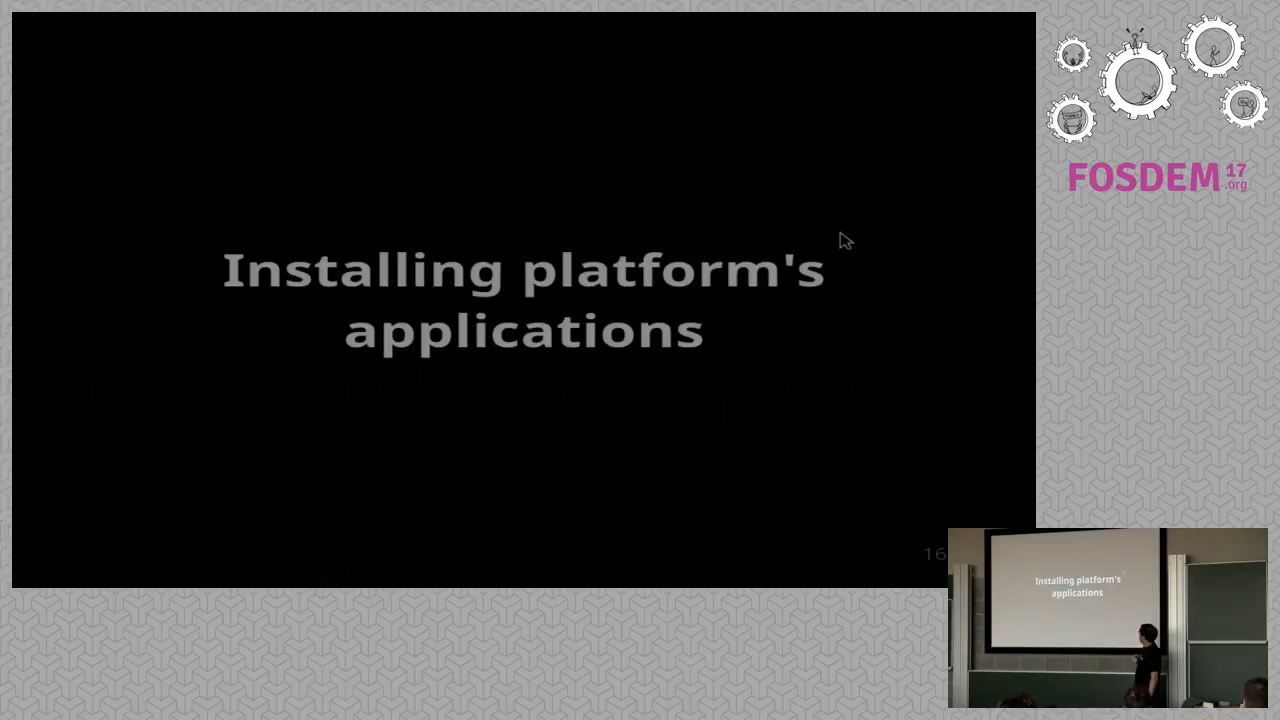 Installing platform's
applications
16
FOSDEM 17
.org
Installing platform's
applications